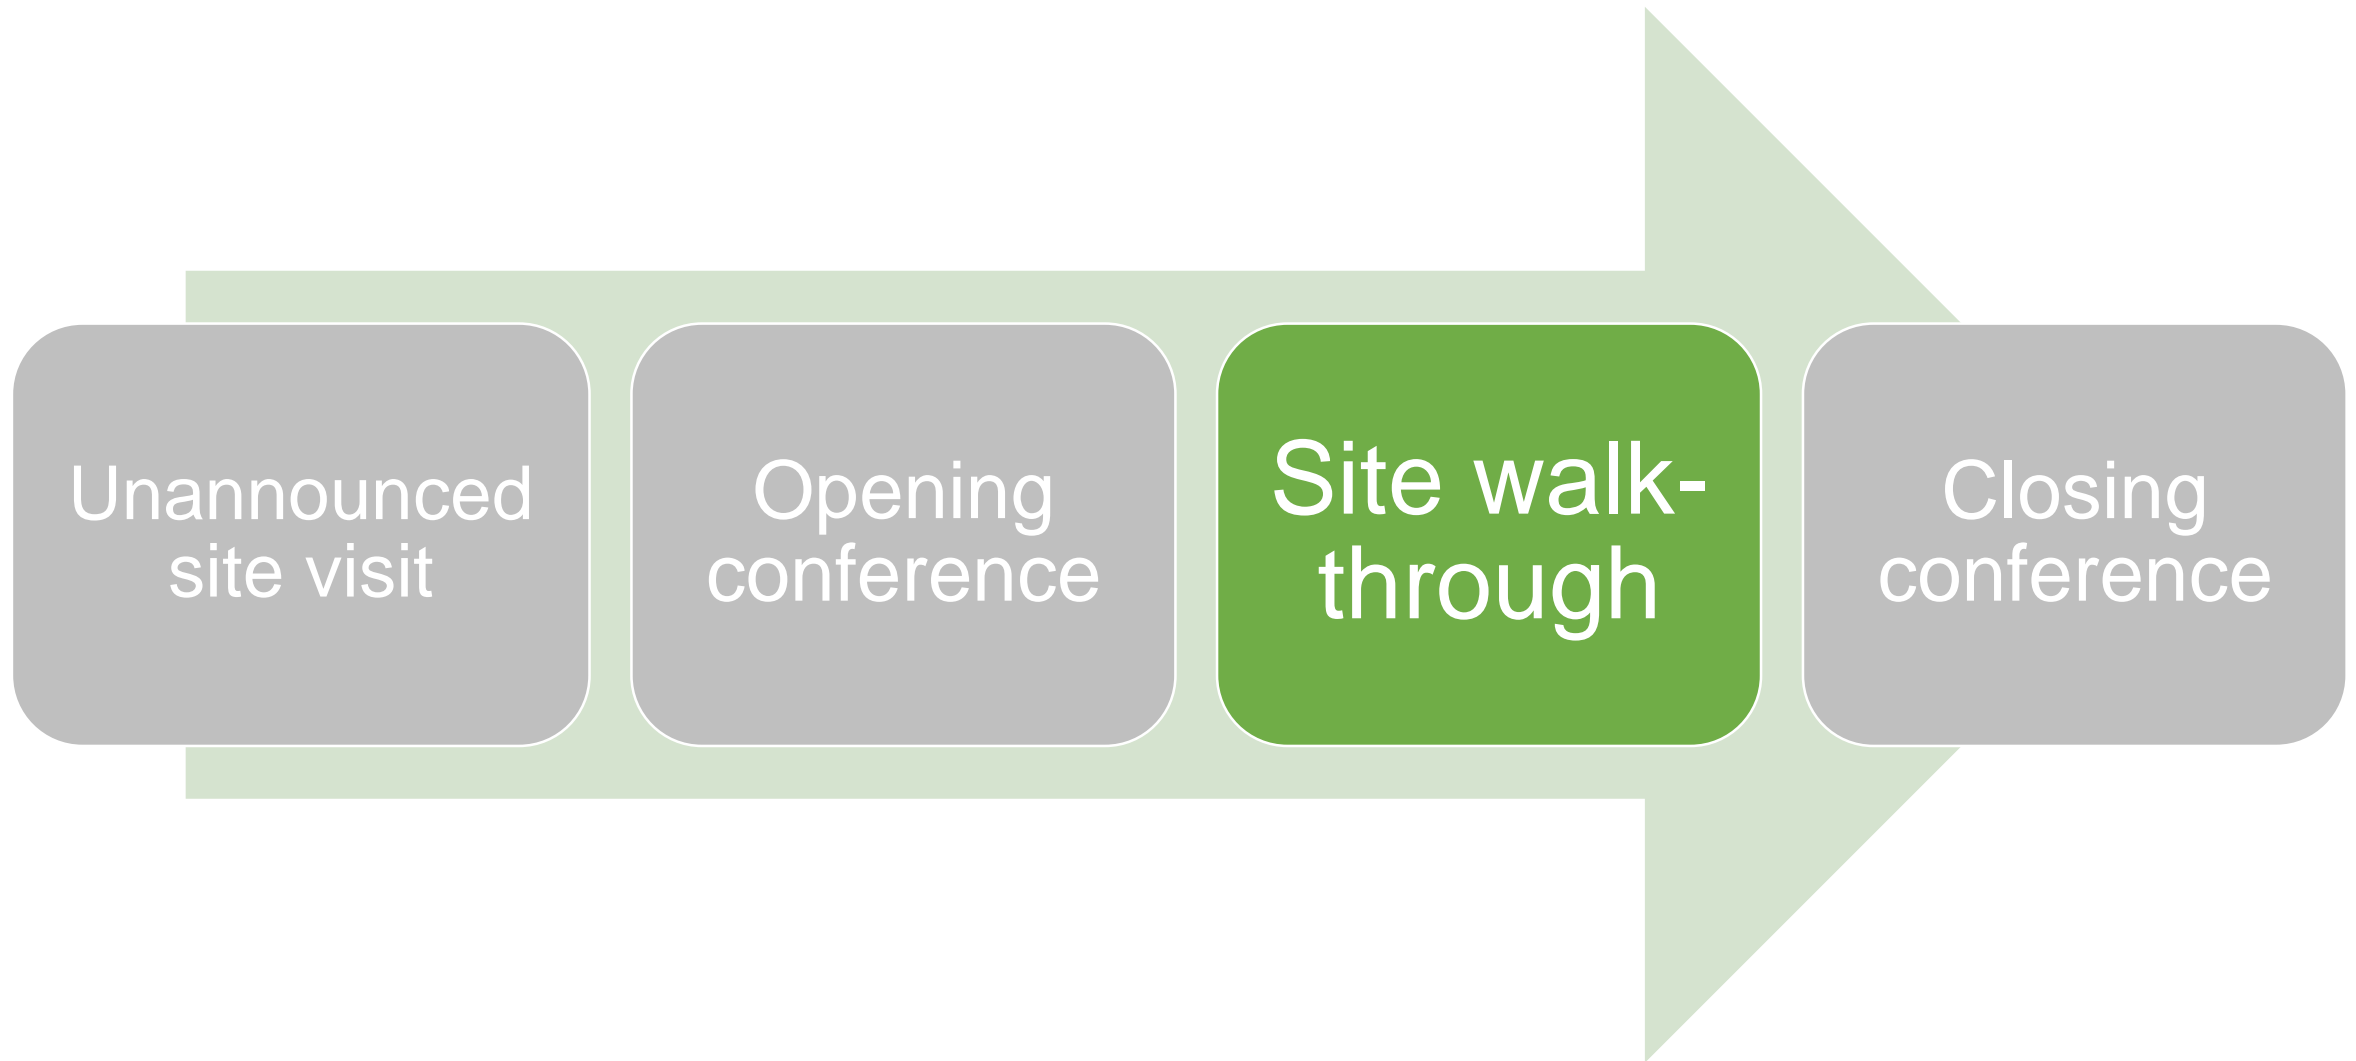 Unannounced
site visit
Opening
conference
Site walk-
through
Closing
conference